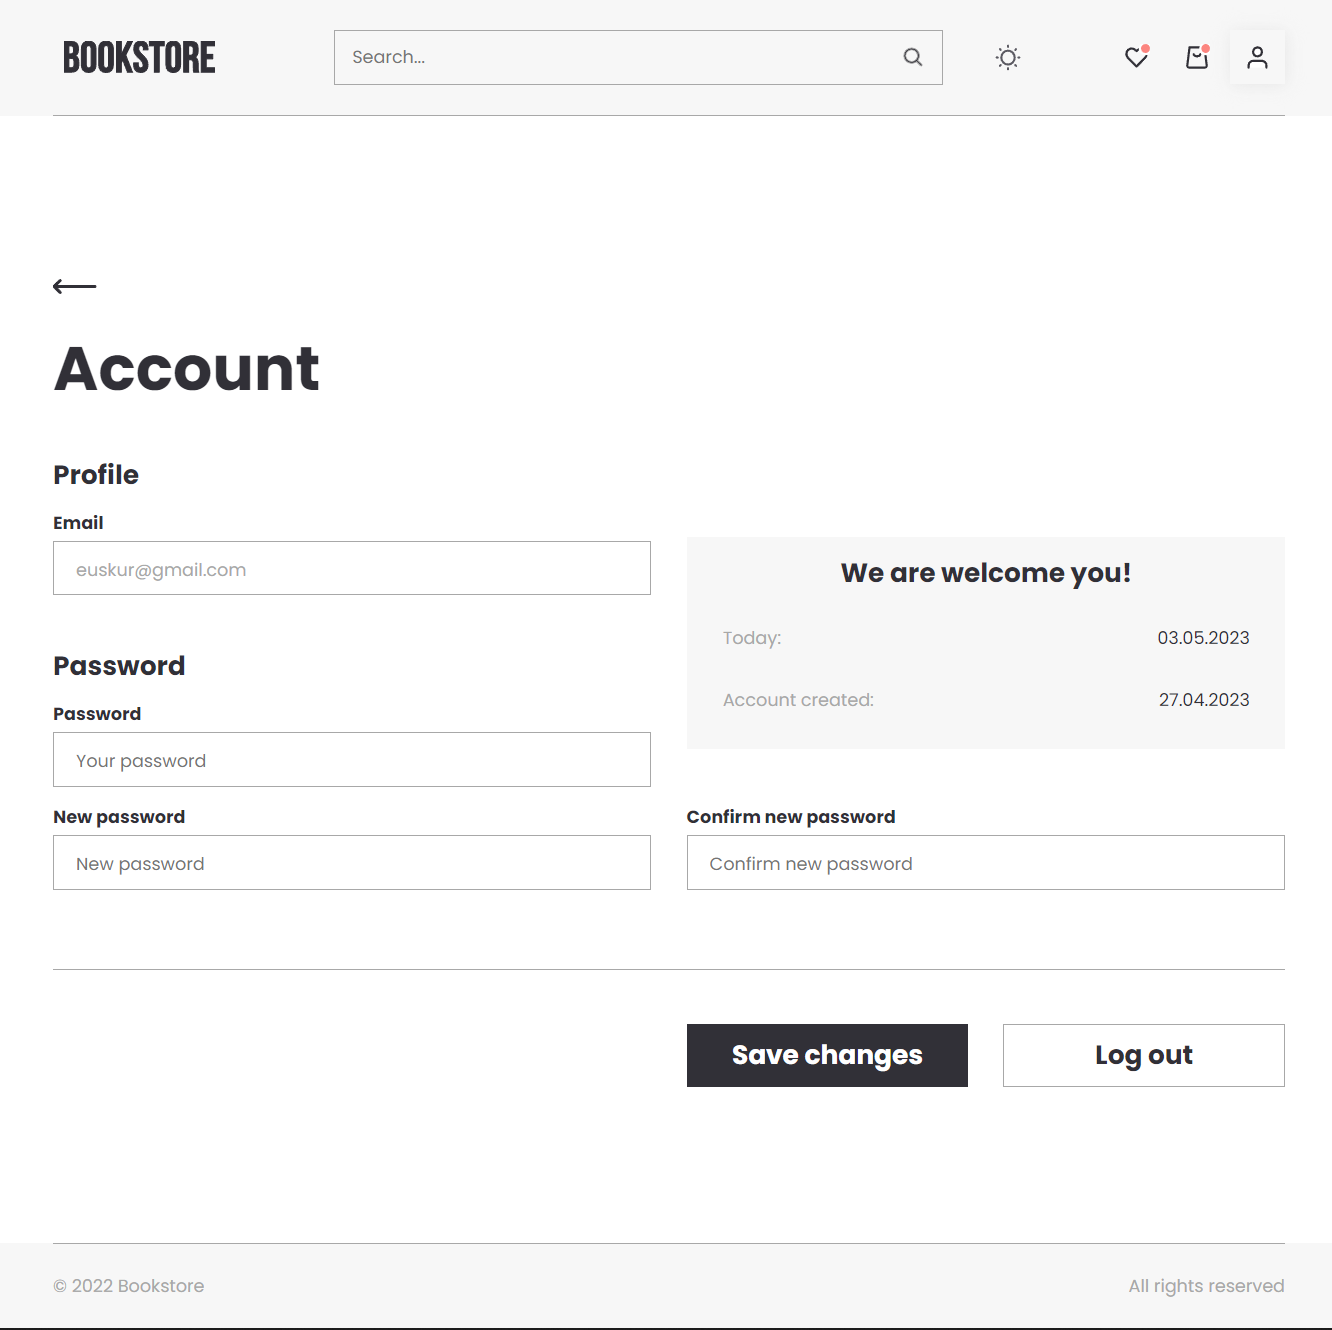 BOOKSTORE
Search...
Account
Profile
Email
euskur@gmail.com
We are welcome you!
Today: 03.05.2023
Account created: 27.04.2023
Password
Password
Your password
New password
New password
Confirm new password
Confirm new password
Save changes
Log out
© 2022 Bookstore
All rights reserved